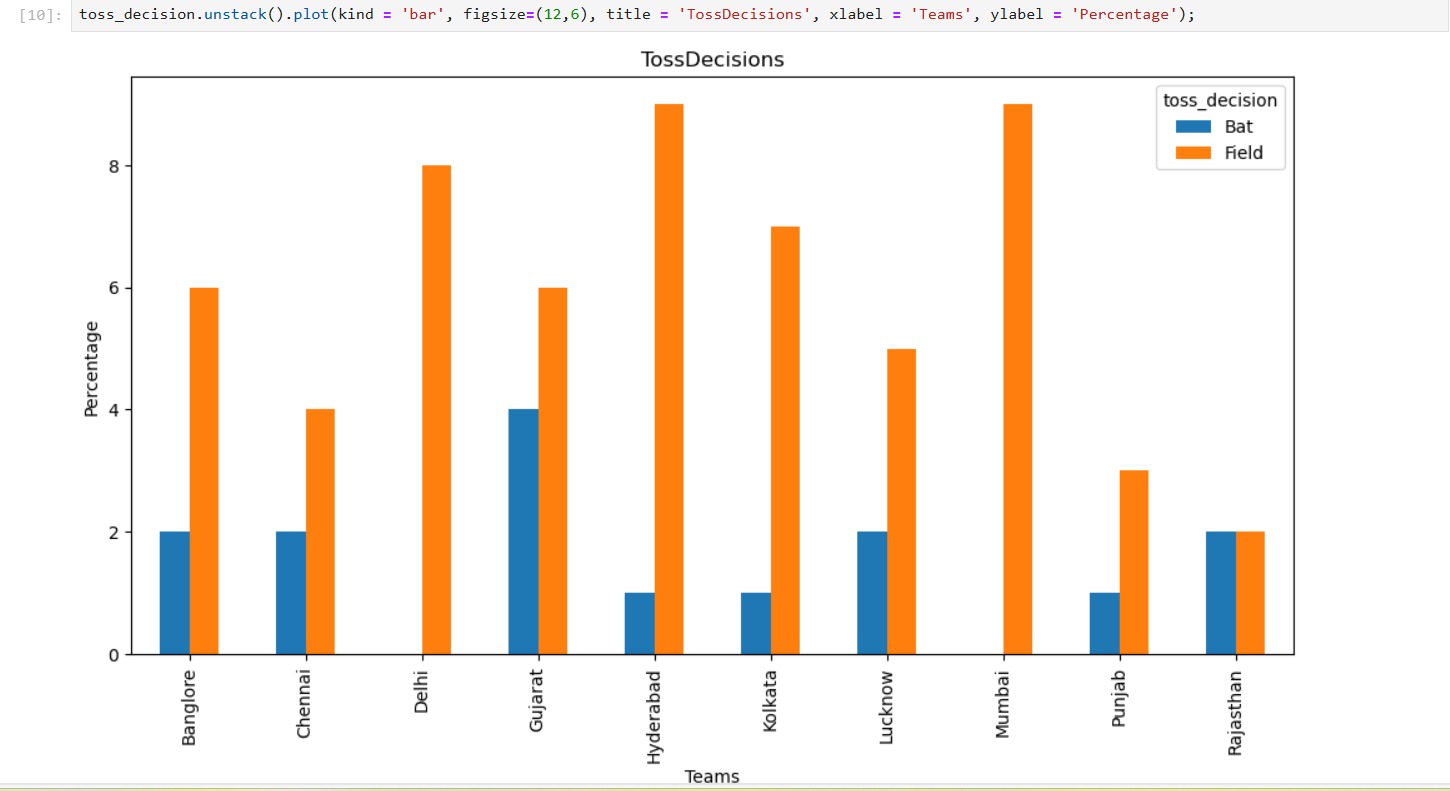 [10]: toss_decision.unstack().plot(kind = 'bar', figsize=(12,6), title = 'TossDecisions', xlabel = 'Teams', ylabel = 'Percentage');
TossDecisions
toss_decision
Bat
Field
Percentage
8
6
4
2
0
Banglore
Chennai
Delhi
Gujarat
Hyderabad
Kolkata
Lucknow
Mumbai
Punjab
Rajasthan
Teams